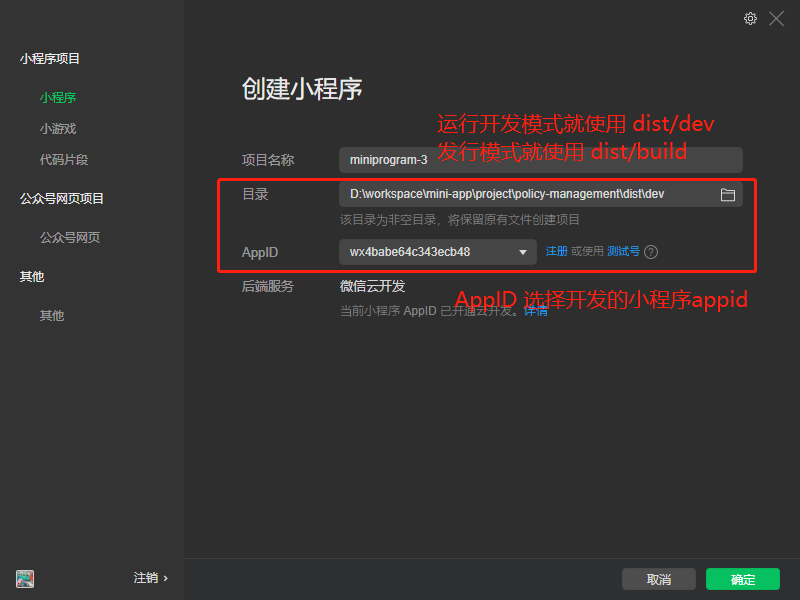 小程序项目
小程序
小游戏
代码片段
公众号网页项目
公众号网页
其他
其他
注销 ›
创建小程序
运行开发模式就使用 dist/dev
发行模式就使用 dist/build
项目名称 miniprogram-3
目录 D:\workspace\mini-app\project\policy-management\dist\dev
该目录为非空目录，将保留原有文件创建项目
AppID wx4babe64c343ecb48 注册 或使用 测试号 ?
后端服务 微信云开发
AppID 选择开发的小程序appid
当前小程序 AppID 已开通云开发。详情
取消 确定